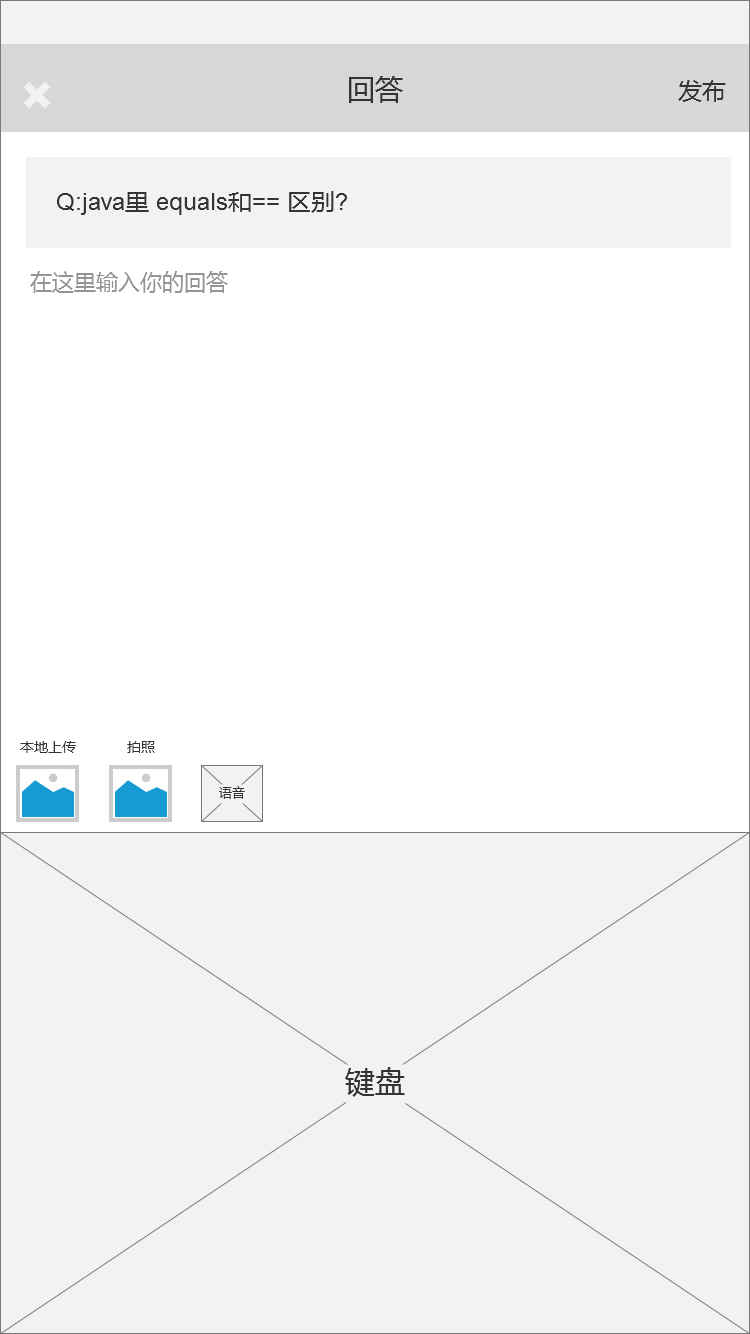 回答
发布
Q:java里 equals和== 区别?
在这里输入你的回答
本地上传
拍照
语音
键盘